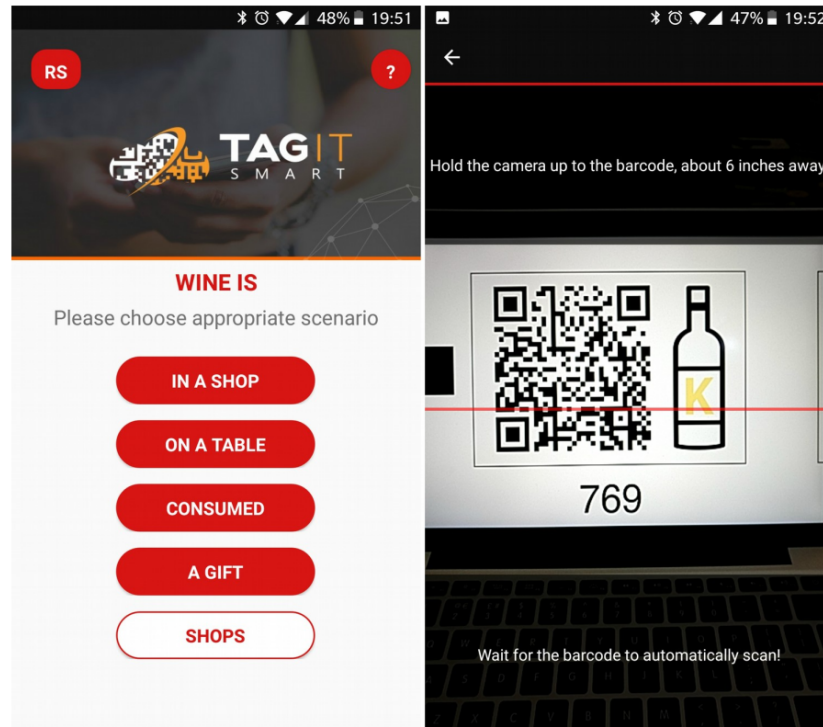 48% 19:51
RS
?
TAGIT
SMART
WINE IS
Please choose appropriate scenario
IN A SHOP
ON A TABLE
CONSUMED
A GIFT
SHOPS
47% 19:52
Hold the camera up to the barcode, about 6 inches away
K
769
Wait for the barcode to automatically scan!